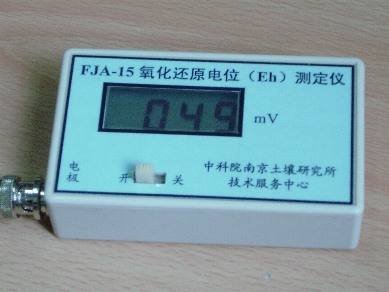 FJA-15 氧化还原电位（Eh）测定仪
049 mV
电极 开 关
中科院南京土壤研究所
技术服务中心